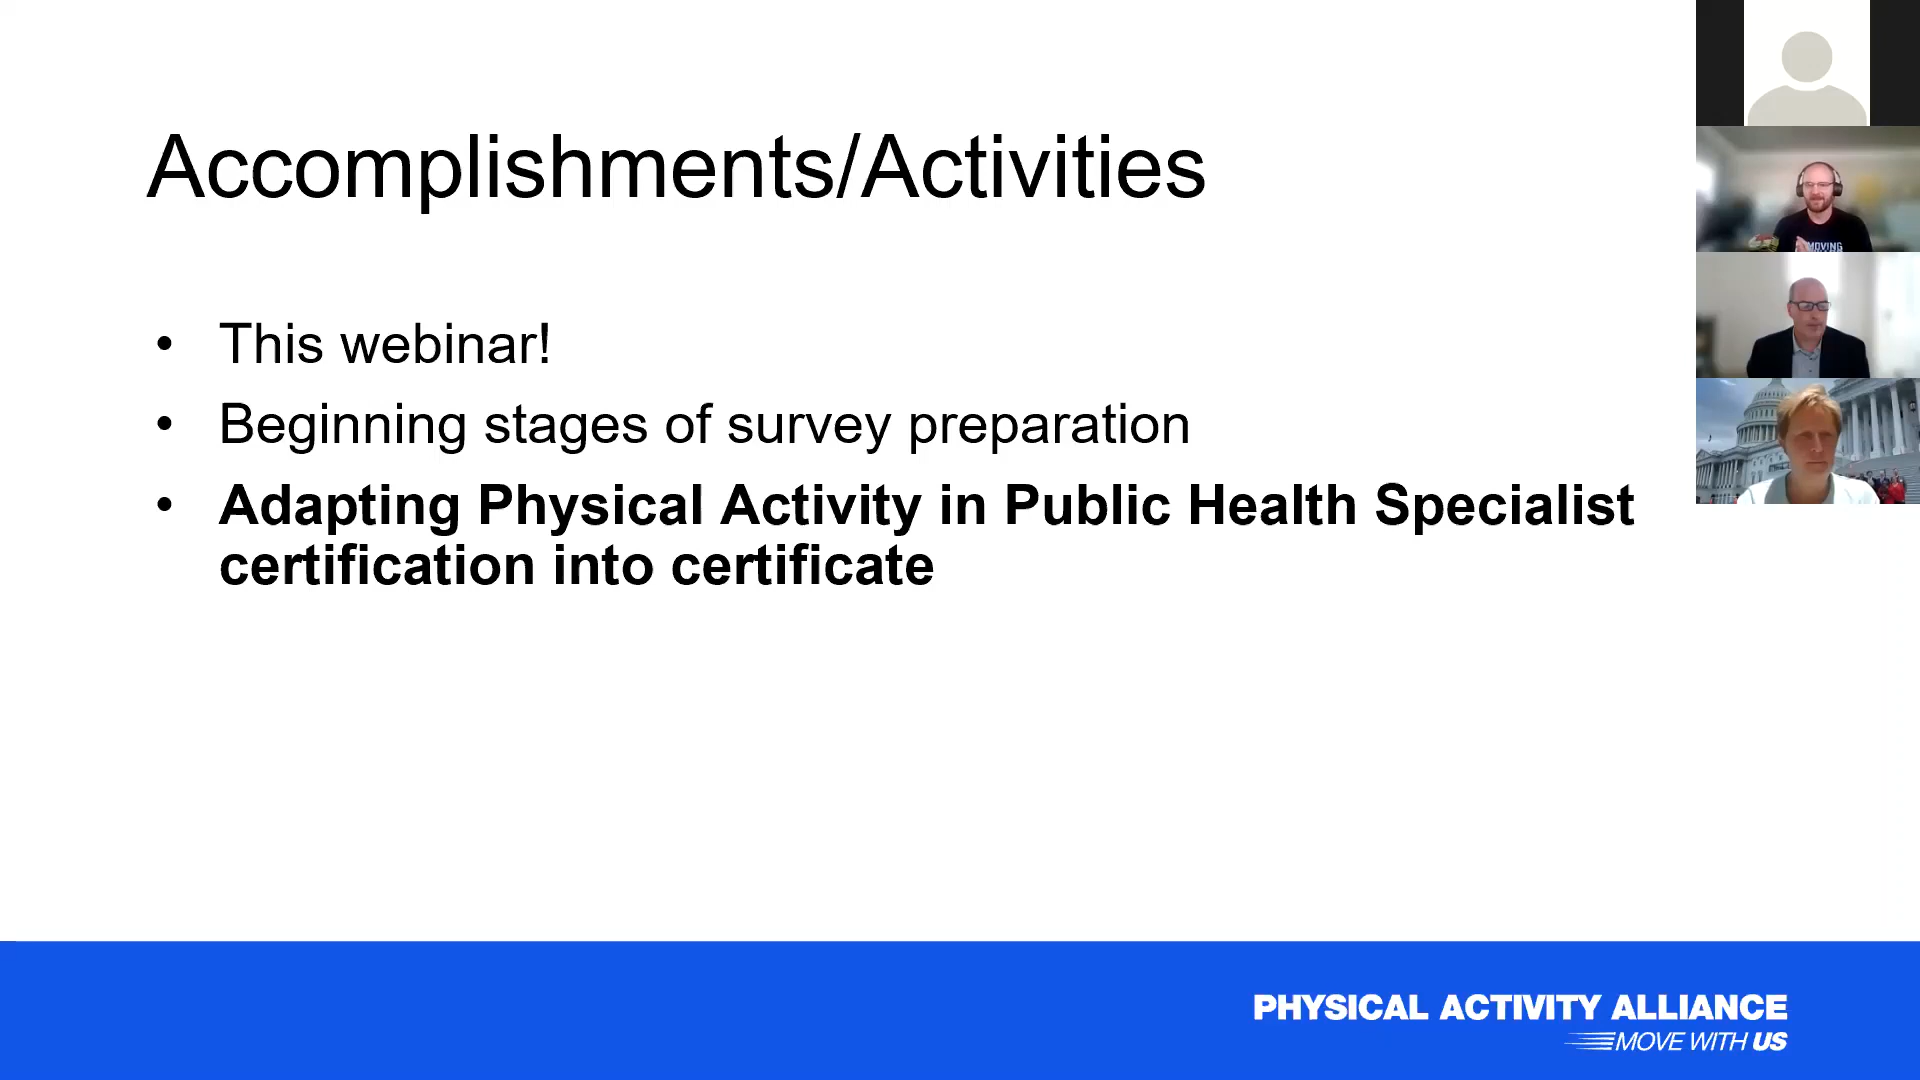 Accomplishments/Activities
• This webinar!
• Beginning stages of survey preparation
• Adapting Physical Activity in Public Health Specialist
certification into certificate
MOVING
PHYSICAL ACTIVITY ALLIANCE
MOVE WITH US